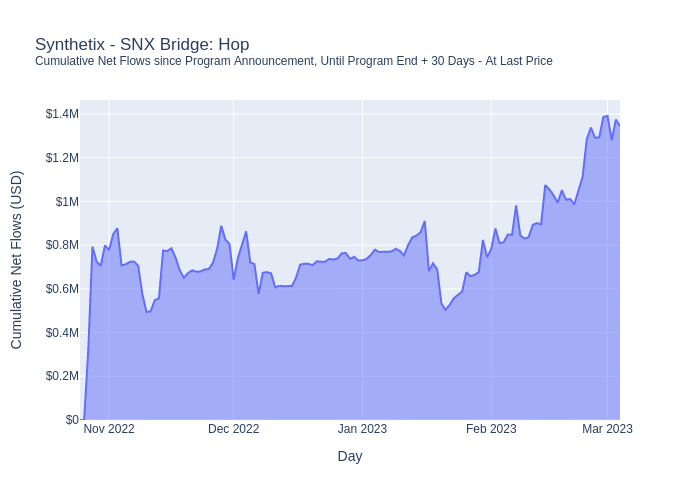 Synthetix - SNX Bridge: Hop
Cumulative Net Flows since Program Announcement, Until Program End + 30 Days - At Last Price
Cumulative Net Flows (USD)
$1.4M
$1.2M
$1M
$0.8M
$0.6M
$0.4M
$0.2M
$0
Nov 2022
Dec 2022
Jan 2023
Feb 2023
Mar 2023
Day